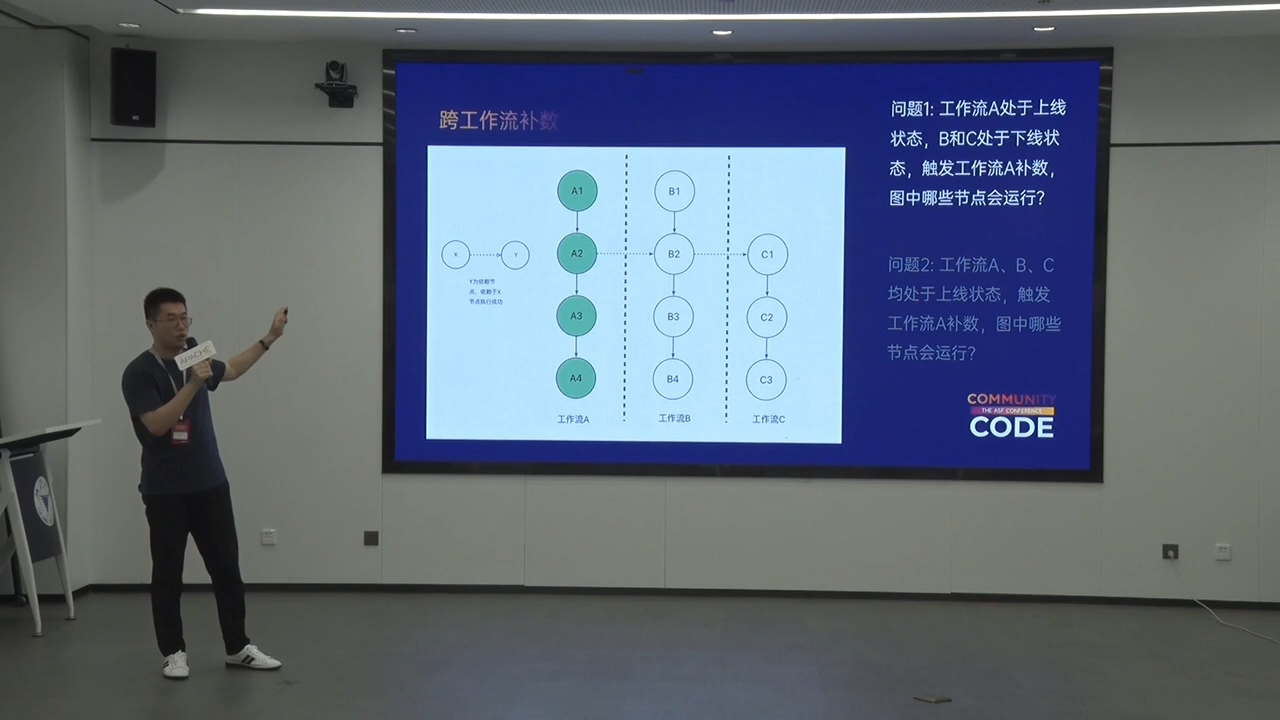 跨工作流补数
问题1: 工作流A处于上线
状态，B和C处于下线状
态，触发工作流A补数，
图中哪些节点会运行？
问题2: 工作流A、B、C
均处于上线状态，触发
工作流A补数，图中哪些
节点会运行？
A1
B1
X
Y
A2
B2
C1
Y为依赖节
点，依赖于X
节点执行成功
A3
B3
C2
A4
B4
C3
工作流A
工作流B
工作流C
COMMUNITY
THE ASF CONFERENCE
CODE
APACHE